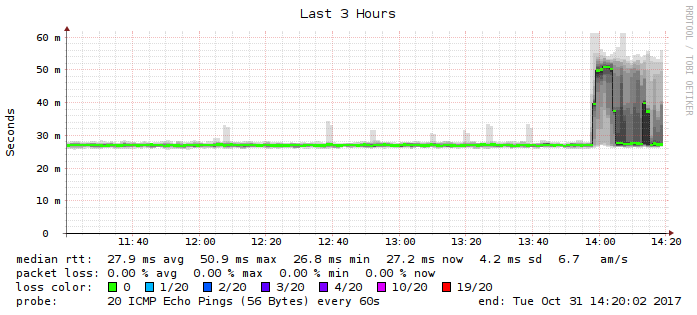 Last 3 Hours
RRDTOOL / TOBI OETIKER
Seconds
60 m
50 m
40 m
30 m
20 m
10 m
0
11:40 12:00 12:20 12:40 13:00 13:20 13:40 14:00 14:20
median rtt: 27.9 ms avg 50.9 ms max 26.8 ms min 27.2 ms now 4.2 ms sd 6.7 am/s
packet loss: 0.00 % avg 0.00 % max 0.00 % min 0.00 % now
loss color: 0 1/20 2/20 3/20 4/20 10/20 19/20
probe: 20 ICMP Echo Pings (56 Bytes) every 60s end: Tue Oct 31 14:20:02 2017